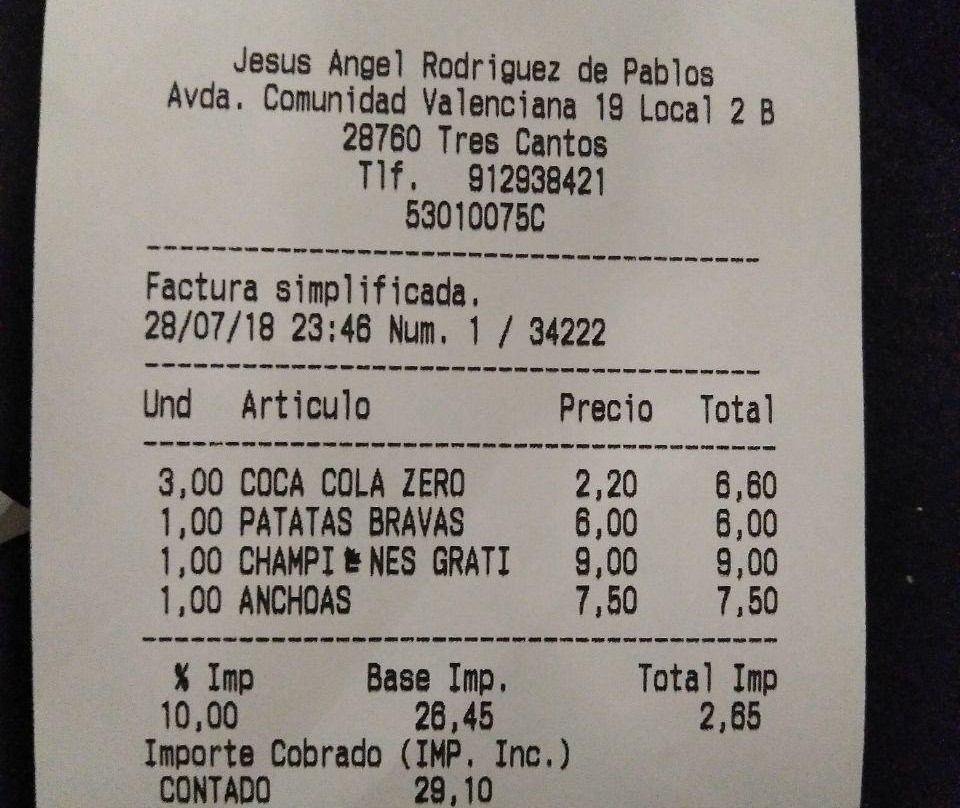 Jesus Angel Rodriguez de Pablos
Avda. Comunidad Valenciana 19 Local 2 B
28760 Tres Cantos
Tlf. 912938421
53010075C
Factura simplificada.
28/07/18 23:46 Num. 1 / 34222
Und Articulo Precio Total
3,00 COCA COLA ZERO 2,20 6,60
1,00 PATATAS BRAVAS 6,00 6,00
1,00 NES GRATI 9,00 9,00
1,00 ANCHOAS 7,50 7,50
% Imp Base Imp. Total Imp
10,00 26,45 2,65
Importe Cobrado (IMP. Inc.)
CONTADO 29,10